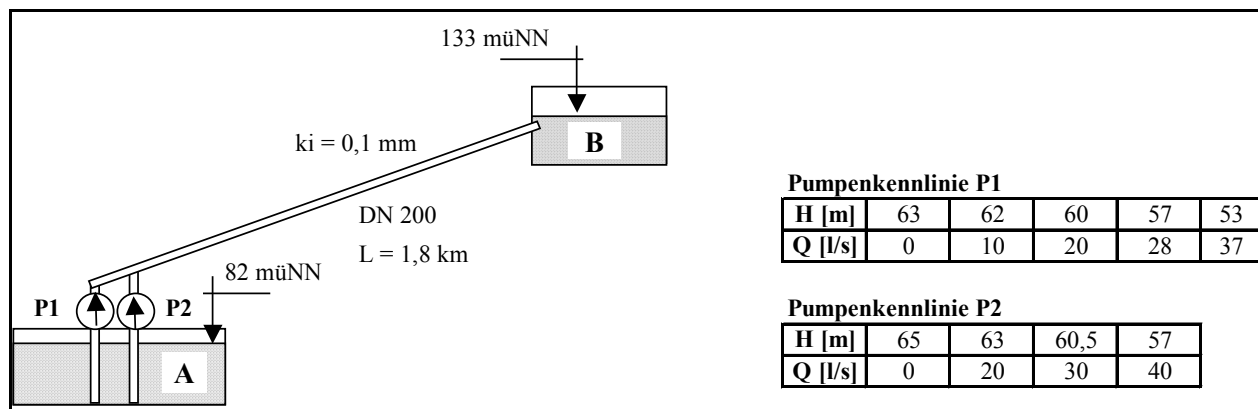 133 müNN
B
ki = 0,1 mm
DN 200
L = 1,8 km
82 müNN
P1 P2
A
Pumpenkennlinie P1
H [m] 63 62 60 57 53
Q [l/s] 0 10 20 28 37
Pumpenkennlinie P2
H [m] 65 63 60,5 57
Q [l/s] 0 20 30 40